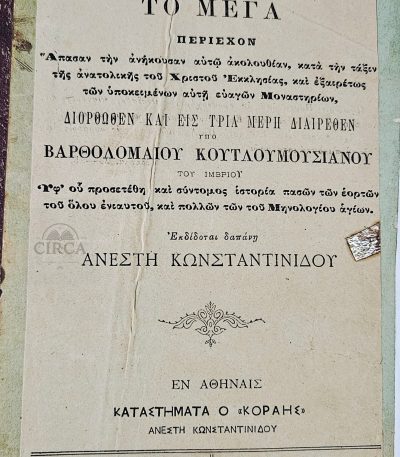 ΤΟ ΜΕΓΑ
ΠΕΡΙΕΧΟΝ
Ἅπασαν τὴν ἀνήκουσαν αὐτῷ ἀκολουθίαν, κατὰ τὴν τάξιν
τῆς ἀνατολικῆς τοῦ Χριστοῦ Ἐκκλησίας, καὶ ἐξαιρέτως
τῶν ὑποκειμένων αὐτῇ εὐαγῶν Μοναστηρίων,
ΔΙΟΡΘΩΘΕΝ ΚΑΙ ΕΙΣ ΤΡΙΑ ΜΕΡΗ ΔΙΑΙΡΕΘΕΝ
ΥΠΟ
ΒΑΡΘΟΛΟΜΑΙΟΥ ΚΟΥΤΛΟΥΜΟΥΣΙΑΝΟΥ
ΤΟΥ ΙΜΒΡΙΟΥ
Ὑφ' οὗ προσετέθη καὶ σύντομος ἱστορία πασῶν τῶν ἑορτῶν
τοῦ ὅλου ἐνιαυτοῦ, καὶ πολλῶν τῶν τοῦ Μηνολογίου ἁγίων.
CIRCA
Ἐκδίδοται δαπάνῃ
ΑΝΕΣΤΗ ΚΩΝΣΤΑΝΤΙΝΙΔΟΥ
ΕΝ ΑΘΗΝΑΙΣ
ΚΑΤΑΣΤΗΜΑΤΑ Ο «ΚΟΡΑΗΣ»
ΑΝΕΣΤΗ ΚΩΝΣΤΑΝΤΙΝΙΔΟΥ